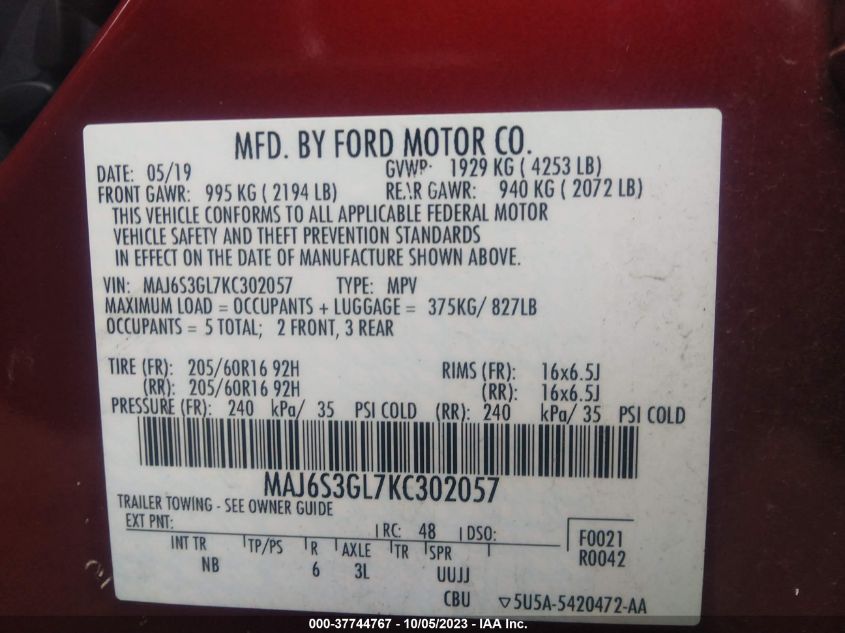 MFD. BY FORD MOTOR CO.
DATE: 05/19 GVWR: 1929 KG ( 4253 LB)
FRONT GAWR: 995 KG ( 2194 LB) REAR GAWR: 940 KG ( 2072 LB)
THIS VEHICLE CONFORMS TO ALL APPLICABLE FEDERAL MOTOR
VEHICLE SAFETY AND THEFT PREVENTION STANDARDS
IN EFFECT ON THE DATE OF MANUFACTURE SHOWN ABOVE.
VIN: MAJ6S3GL7KC302057 TYPE: MPV
MAXIMUM LOAD = OCCUPANTS + LUGGAGE = 375KG/ 827LB
OCCUPANTS = 5 TOTAL; 2 FRONT, 3 REAR
TIRE (FR): 205/60R16 92H RIMS (FR): 16x6.5J
(RR): 205/60R16 92H (RR): 16x6.5J
PRESSURE (FR): 240 kPa/ 35 PSI COLD (RR): 240 kPa/ 35 PSI COLD
MAJ6S3GL7KC302057
TRAILER TOWING - SEE OWNER GUIDE
EXT PNT: RC: 48 DSO: F0021
R0042
INT TR TP/PS R AXLE TR SPR
NB 6 3L UUJJ
CBU ▽5U5A-5420472-AA
000-37744767 - 10/05/2023 - IAA Inc.